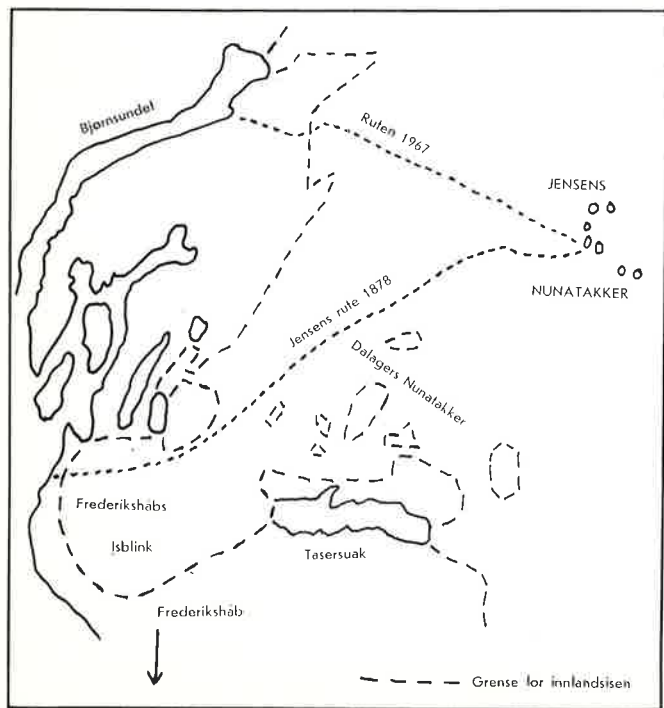 Bjørnsundet
Ruten 1967
JENSENS
NUNATAKKER
Jensens rute 1878
Dalagers Nunatakker
Frederikshåbs
Isblink
Tasersuak
Frederikshåb
Grense for innlandsisen